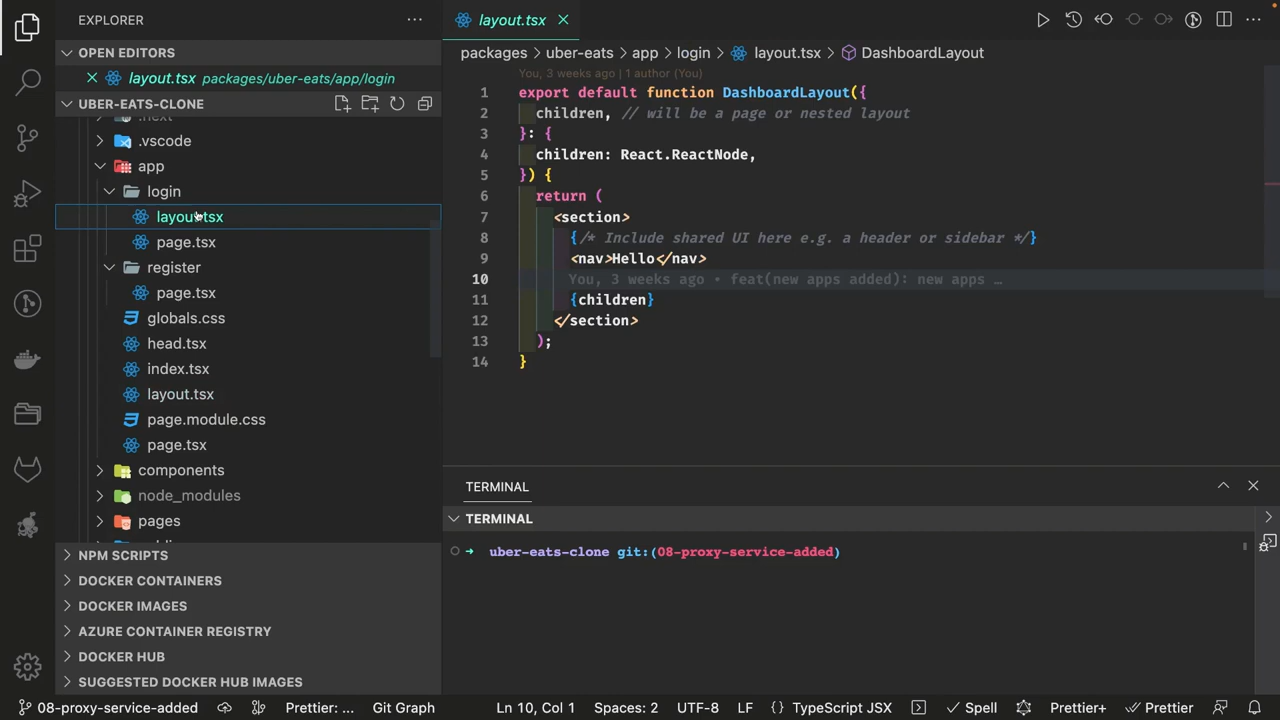 EXPLORER
OPEN EDITORS
layout.tsx packages/uber-eats/app/login
UBER-EATS-CLONE
.next
.vscode
app
login
layout.tsx
page.tsx
register
page.tsx
globals.css
head.tsx
index.tsx
layout.tsx
page.module.css
page.tsx
components
node_modules
pages
NPM SCRIPTS
DOCKER CONTAINERS
DOCKER IMAGES
AZURE CONTAINER REGISTRY
DOCKER HUB
SUGGESTED DOCKER HUB IMAGES
layout.tsx
packages > uber-eats > app > login > layout.tsx > DashboardLayout
You, 3 weeks ago | 1 author (You)
1 export default function DashboardLayout({
2 children, // will be a page or nested layout
3 }: {
4 children: React.ReactNode,
5 }) {
6 return (
7 <section>
8 {/* Include shared UI here e.g. a header or sidebar */}
9 <nav>Hello</nav>
10 You, 3 weeks ago • feat(new apps added): new apps …
11 {children}
12 </section>
13 );
14 }
TERMINAL
TERMINAL
→ uber-eats-clone git:(08-proxy-service-added)
08-proxy-service-added Prettier: ... Git Graph Ln 10, Col 1 Spaces: 2 UTF-8 LF {} TypeScript JSX Spell Prettier+ Prettier